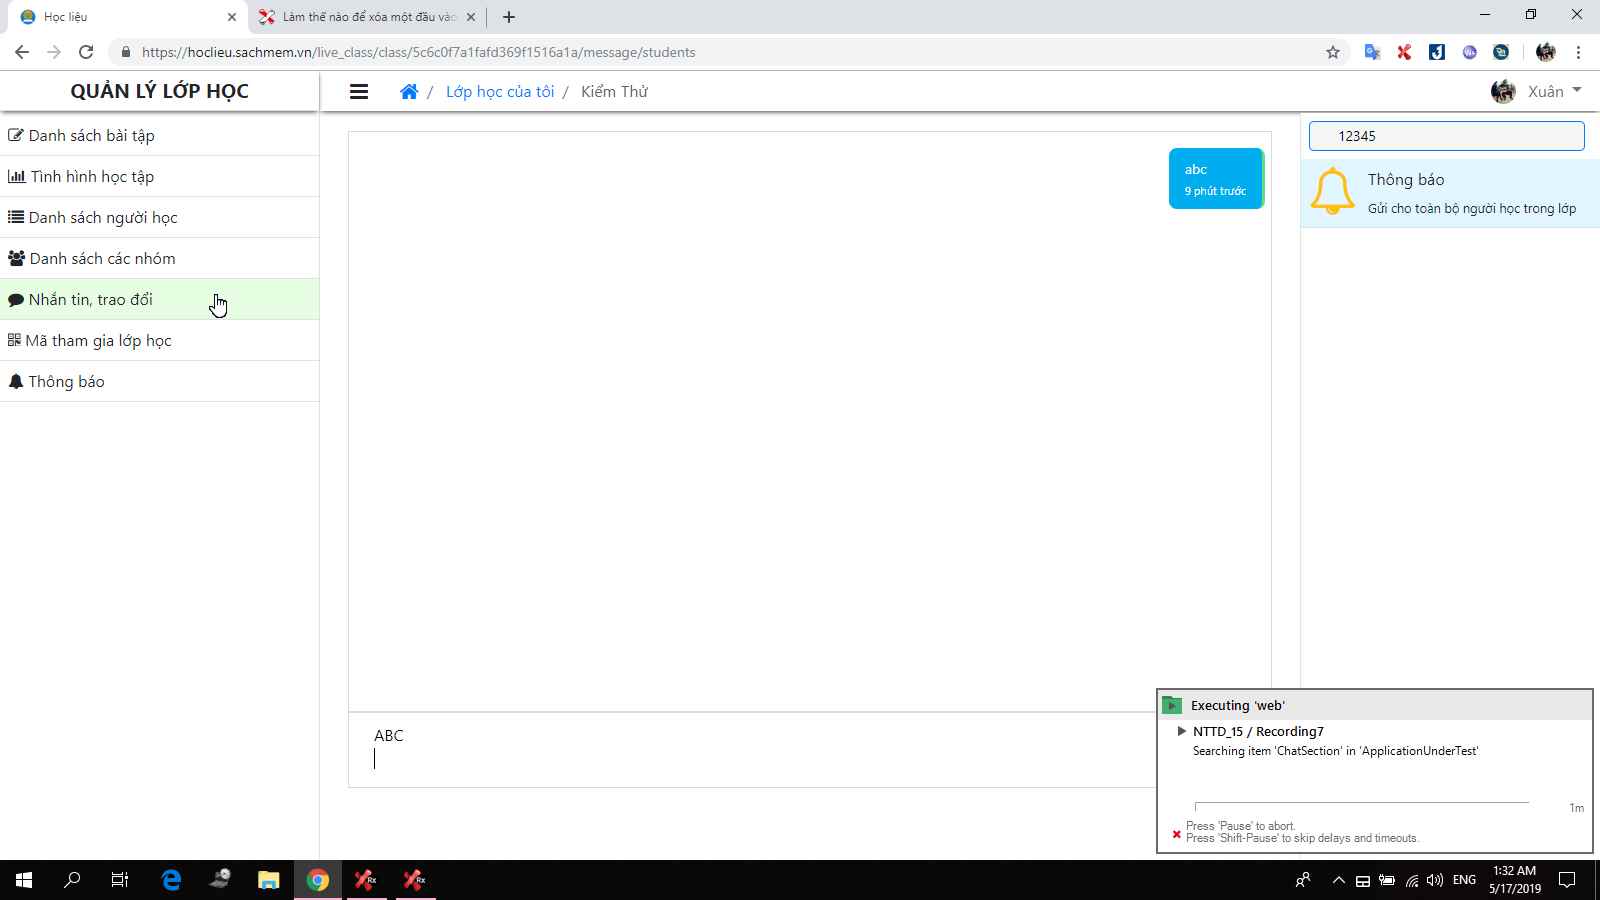 Học liệu
Làm thế nào để xóa một đầu vào
https://hoclieu.sachmem.vn/live_class/class/5c6c0f7a1fafd369f1516a1a/message/students
QUẢN LÝ LỚP HỌC
/ Lớp học của tôi / Kiểm Thử
Xuân
Danh sách bài tập
Tình hình học tập
Danh sách người học
Danh sách các nhóm
Nhắn tin, trao đổi
Mã tham gia lớp học
Thông báo
abc
9 phút trước
12345
Thông báo
Gửi cho toàn bộ người học trong lớp
ABC
Executing 'web'
NTTD_15 / Recording7
Searching item 'ChatSection' in 'ApplicationUnderTest'
1m
Press 'Pause' to abort.
Press 'Shift-Pause' to skip delays and timeouts.
ENG
1:32 AM
5/17/2019